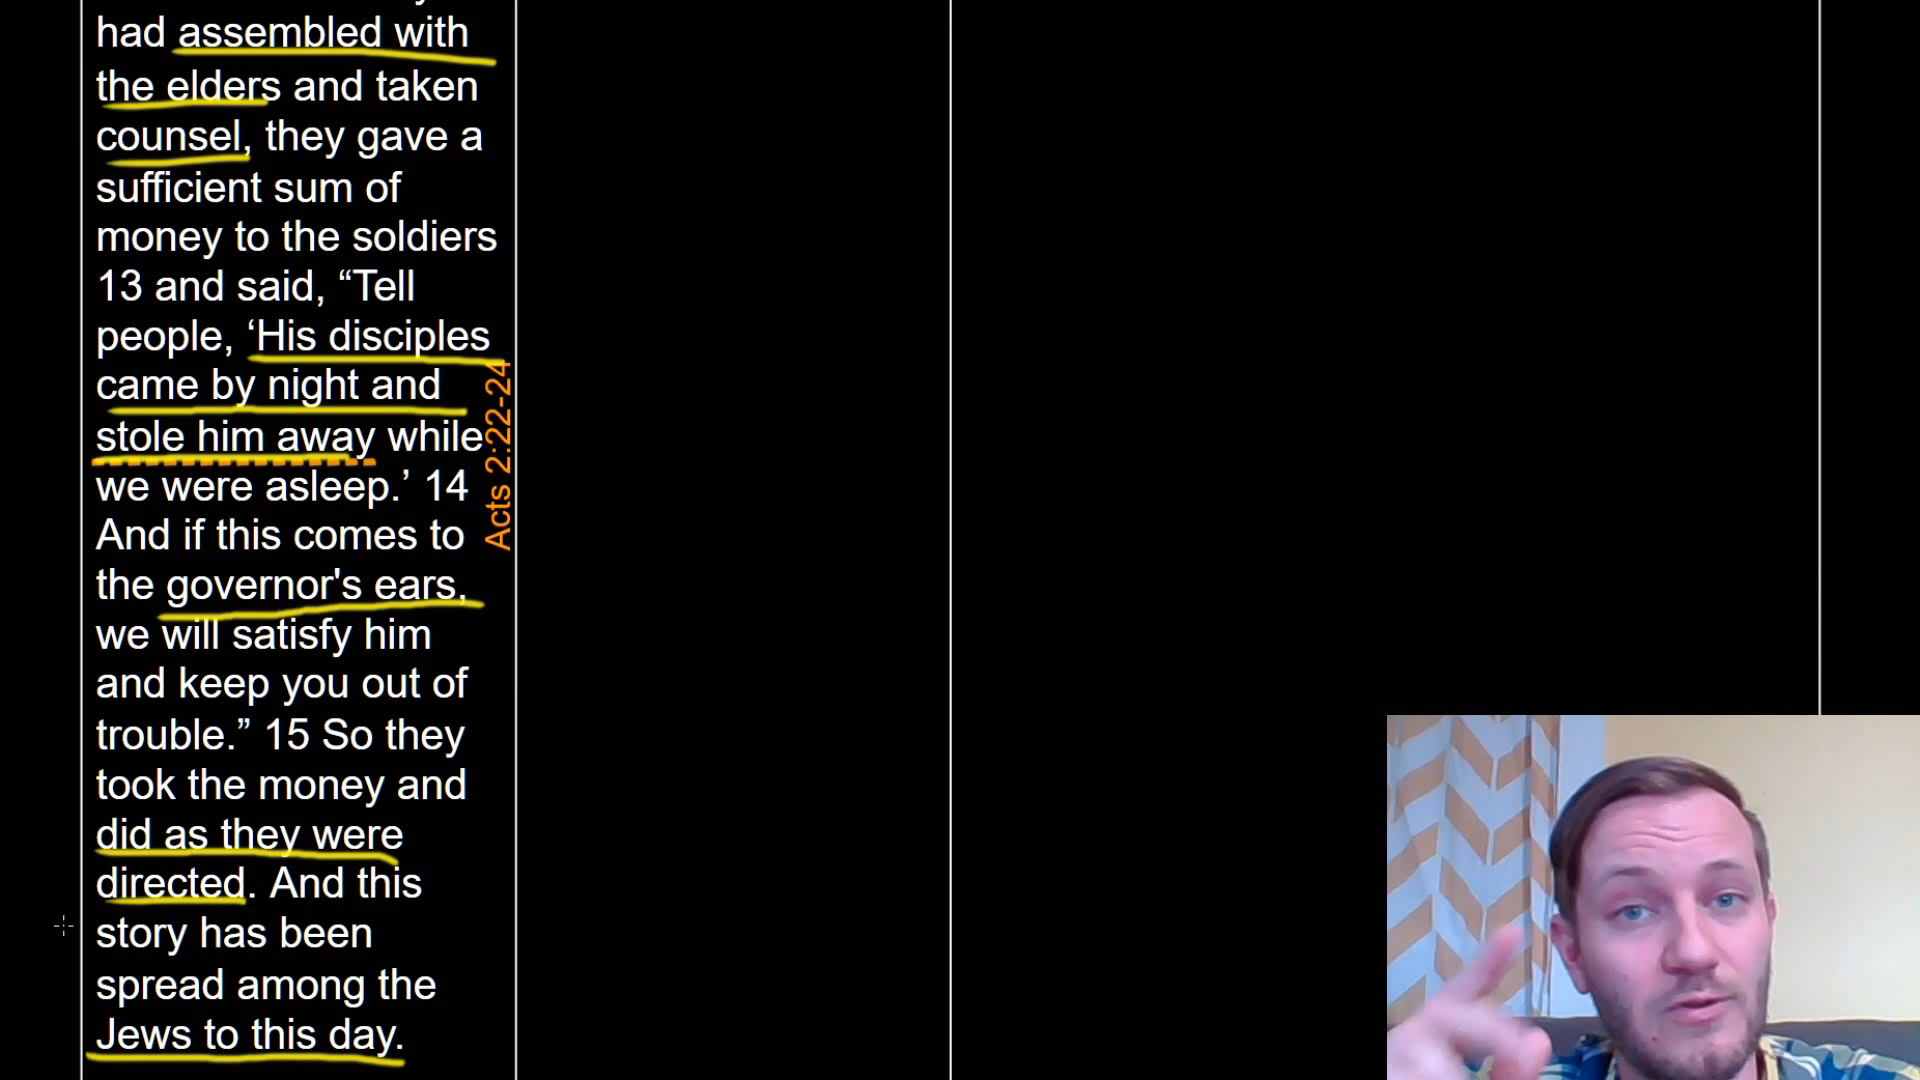 had assembled with
the elders and taken
counsel, they gave a
sufficient sum of
money to the soldiers
13 and said, “Tell
people, ‘His disciples
came by night and
stole him away while
we were asleep.’ 14
And if this comes to
the governor's ears,
we will satisfy him
and keep you out of
trouble.” 15 So they
took the money and
did as they were
directed. And this
story has been
spread among the
Jews to this day.
Acts 2:22-24